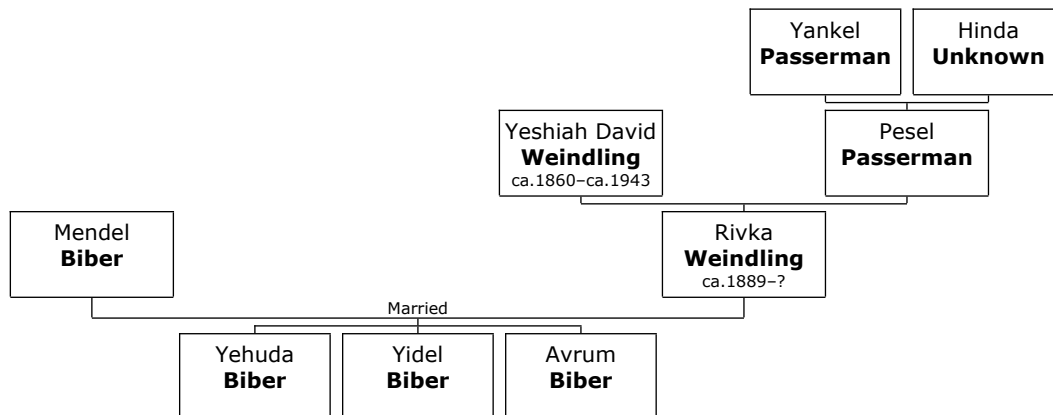 Yankel
Passerman
Hinda
Unknown
Yeshiah David
Weindling
ca.1860–ca.1943
Pesel
Passerman
Mendel
Biber
Rivka
Weindling
ca.1889–?
Married
Yehuda
Biber
Yidel
Biber
Avrum
Biber